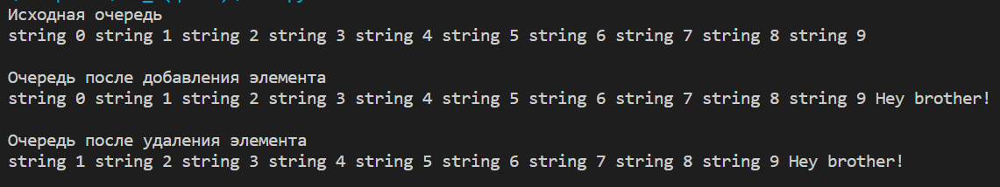 Исходная очередь
string 0 string 1 string 2 string 3 string 4 string 5 string 6 string 7 string 8 string 9
Очередь после добавления элемента
string 0 string 1 string 2 string 3 string 4 string 5 string 6 string 7 string 8 string 9 Hey brother!
Очередь после удаления элемента
string 1 string 2 string 3 string 4 string 5 string 6 string 7 string 8 string 9 Hey brother!